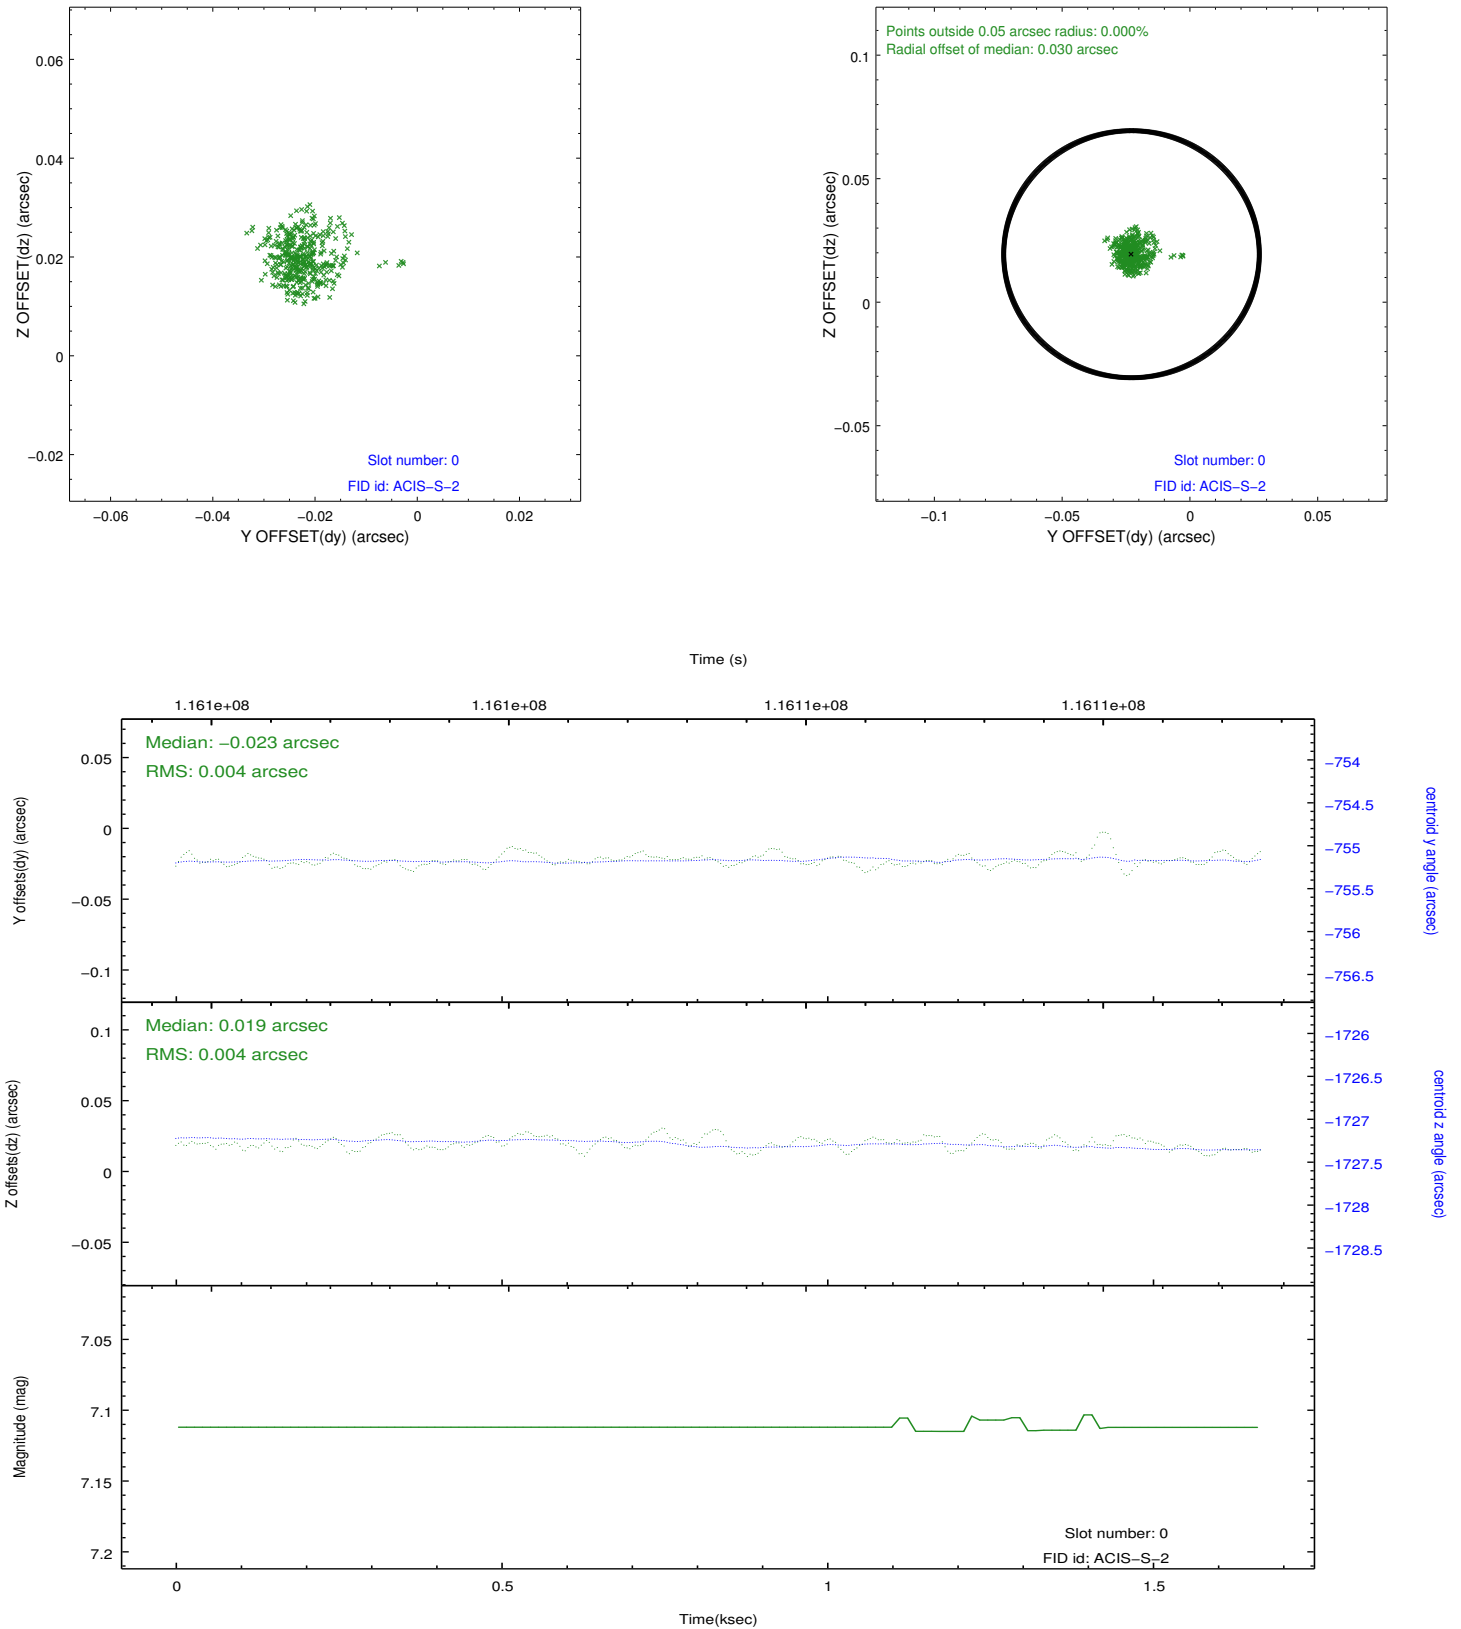 0.06
0.04
0.02
0
−0.02
Z OFFSET(dz) (arcsec)
Slot number: 0
FID id: ACIS−S−2
−0.06 −0.04 −0.02 0 0.02
Y OFFSET(dy) (arcsec)
Points outside 0.05 arcsec radius: 0.000%
Radial offset of median: 0.030 arcsec
0.1
0.05
0
−0.05
Z OFFSET(dz) (arcsec)
Slot number: 0
FID id: ACIS−S−2
−0.1 −0.05 0 0.05
Y OFFSET(dy) (arcsec)
Time (s)
1.161e+08 1.161e+08 1.1611e+08 1.1611e+08
Median: −0.023 arcsec
RMS: 0.004 arcsec
0.05
0
−0.05
−0.1
Y offsets(dy) (arcsec)
−754
−754.5
−755
−755.5
−756
−756.5
centroid y angle (arcsec)
Median: 0.019 arcsec
RMS: 0.004 arcsec
0.1
0.05
0
−0.05
Z offsets(dz) (arcsec)
−1726
−1726.5
−1727
−1727.5
−1728
−1728.5
centroid z angle (arcsec)
7.05
7.1
7.15
7.2
Magnitude (mag)
Slot number: 0
FID id: ACIS−S−2
0 0.5 1 1.5
Time(ksec)